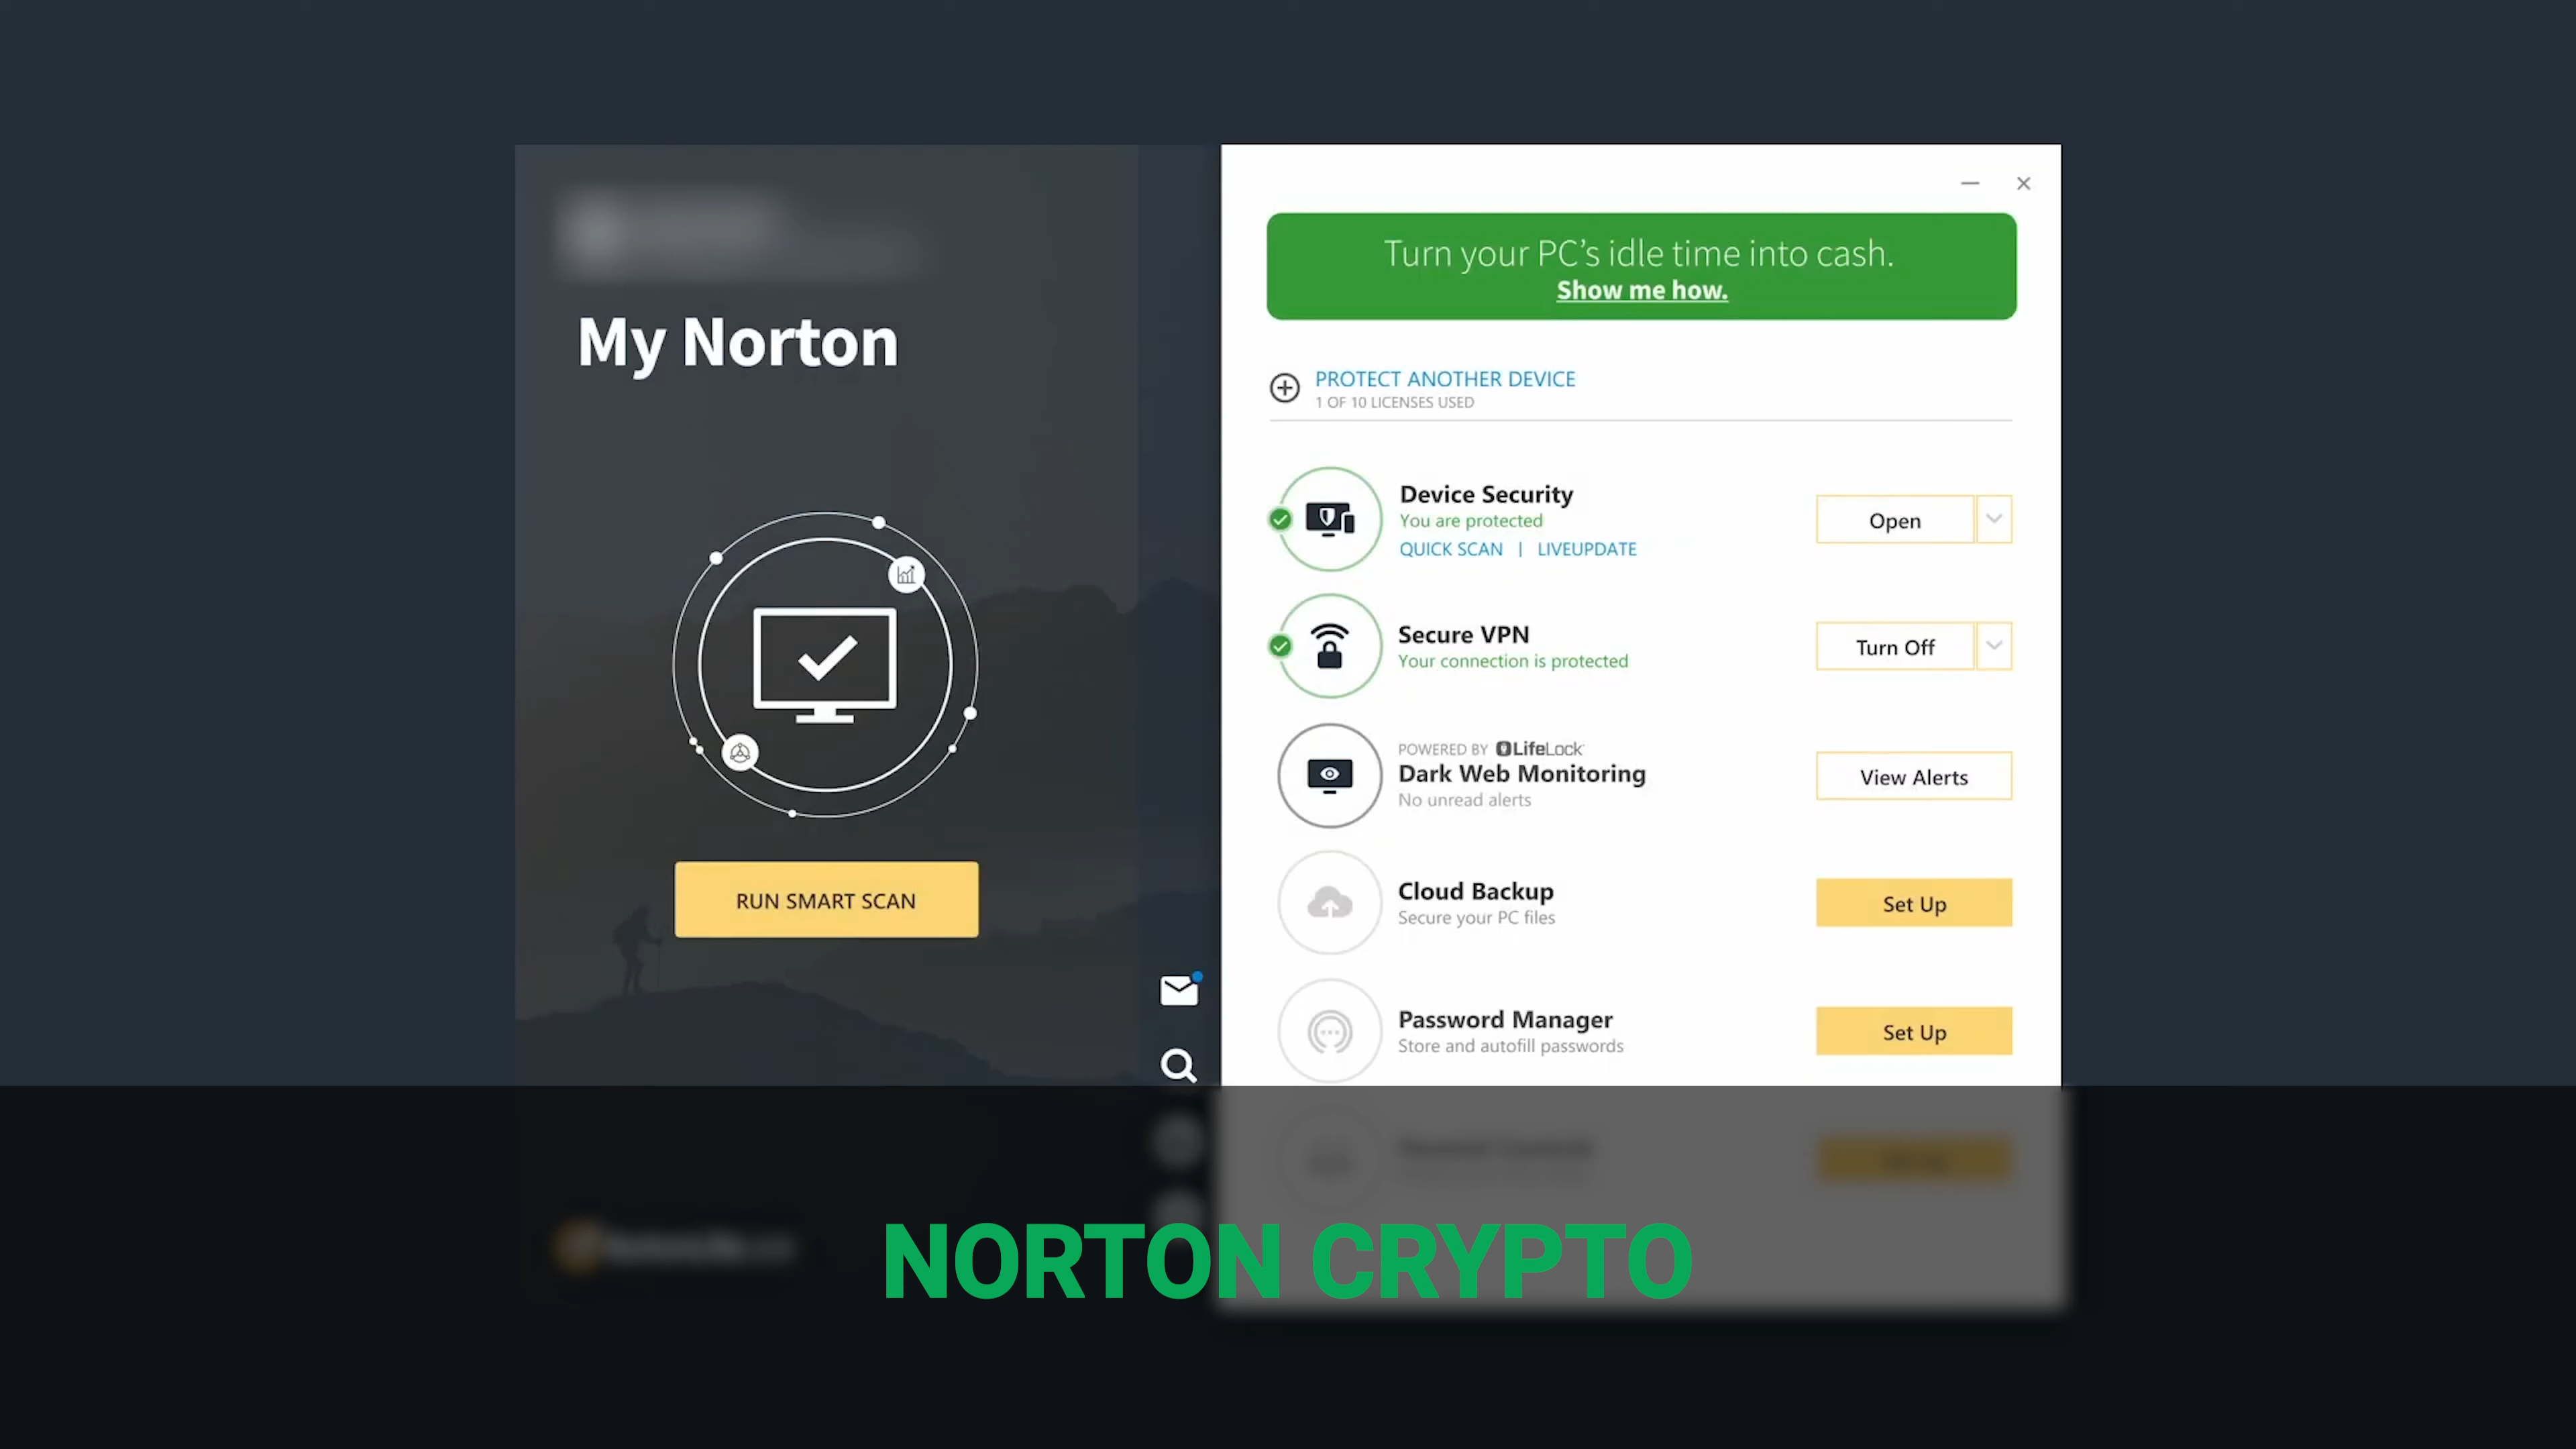 My Norton
RUN SMART SCAN
Turn your PC's idle time into cash.
Show me how.
PROTECT ANOTHER DEVICE
1 OF 10 LICENSES USED
Device Security
You are protected
QUICK SCAN | LIVEUPDATE
Open
Secure VPN
Your connection is protected
Turn Off
POWERED BY LifeLock
Dark Web Monitoring
No unread alerts
View Alerts
Cloud Backup
Secure your PC files
Set Up
Password Manager
Store and autofill passwords
Set Up
NORTON CRYPTO